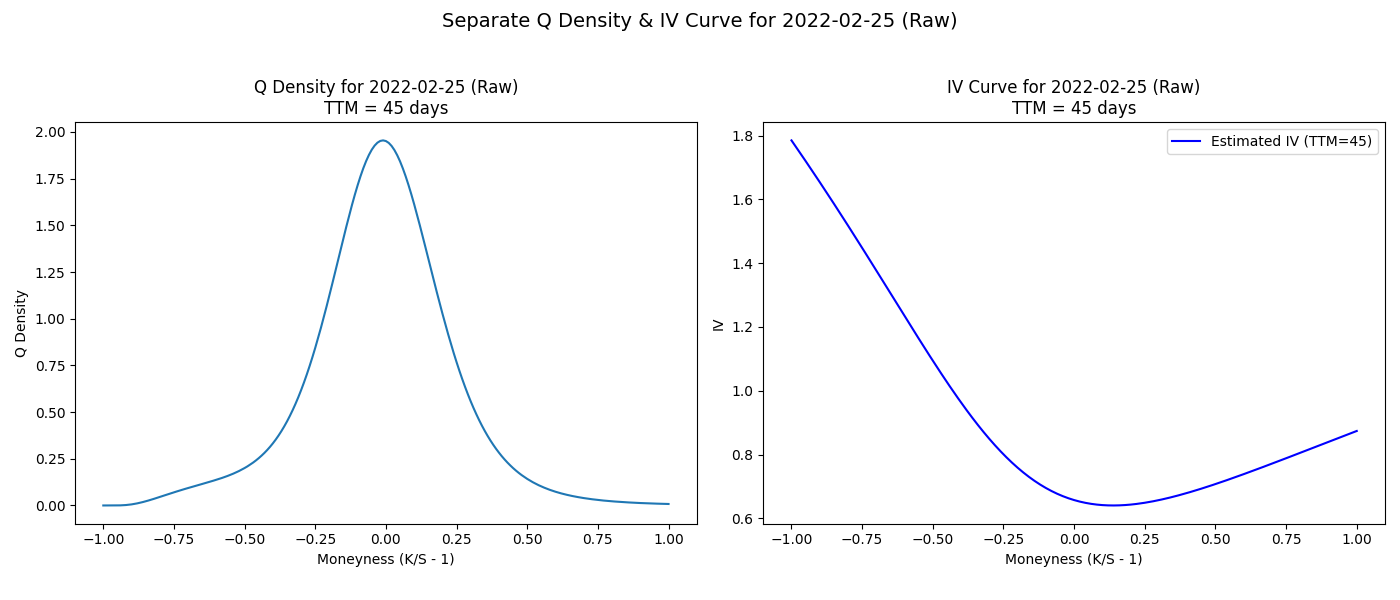 Separate Q Density & IV Curve for 2022-02-25 (Raw)
Q Density for 2022-02-25 (Raw)
TTM = 45 days
2.00
1.75
1.50
1.25
1.00
0.75
0.50
0.25
0.00
Q Density
−1.00 −0.75 −0.50 −0.25 0.00 0.25 0.50 0.75 1.00
Moneyness (K/S - 1)
IV Curve for 2022-02-25 (Raw)
TTM = 45 days
Estimated IV (TTM=45)
1.8
1.6
1.4
1.2
1.0
0.8
0.6
IV
−1.00 −0.75 −0.50 −0.25 0.00 0.25 0.50 0.75 1.00
Moneyness (K/S - 1)